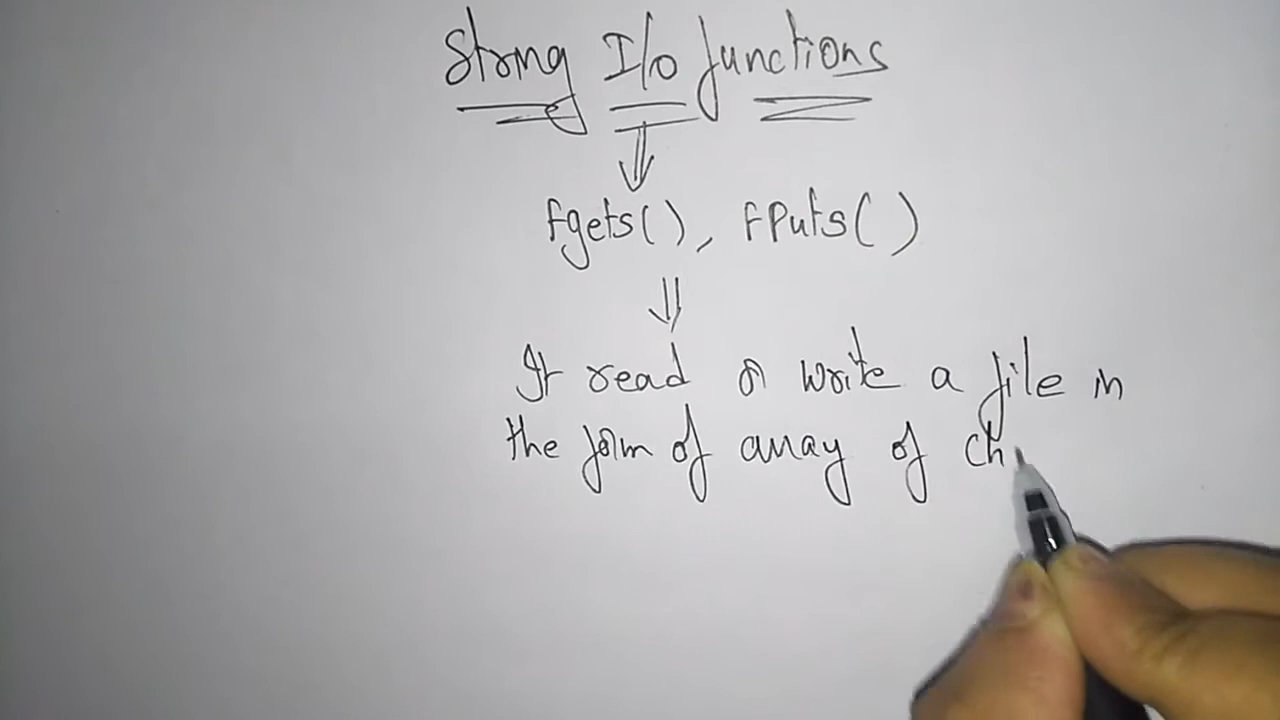 String I/o functions
fgets(), fputs()
It read or write a file in
the form of array of ch